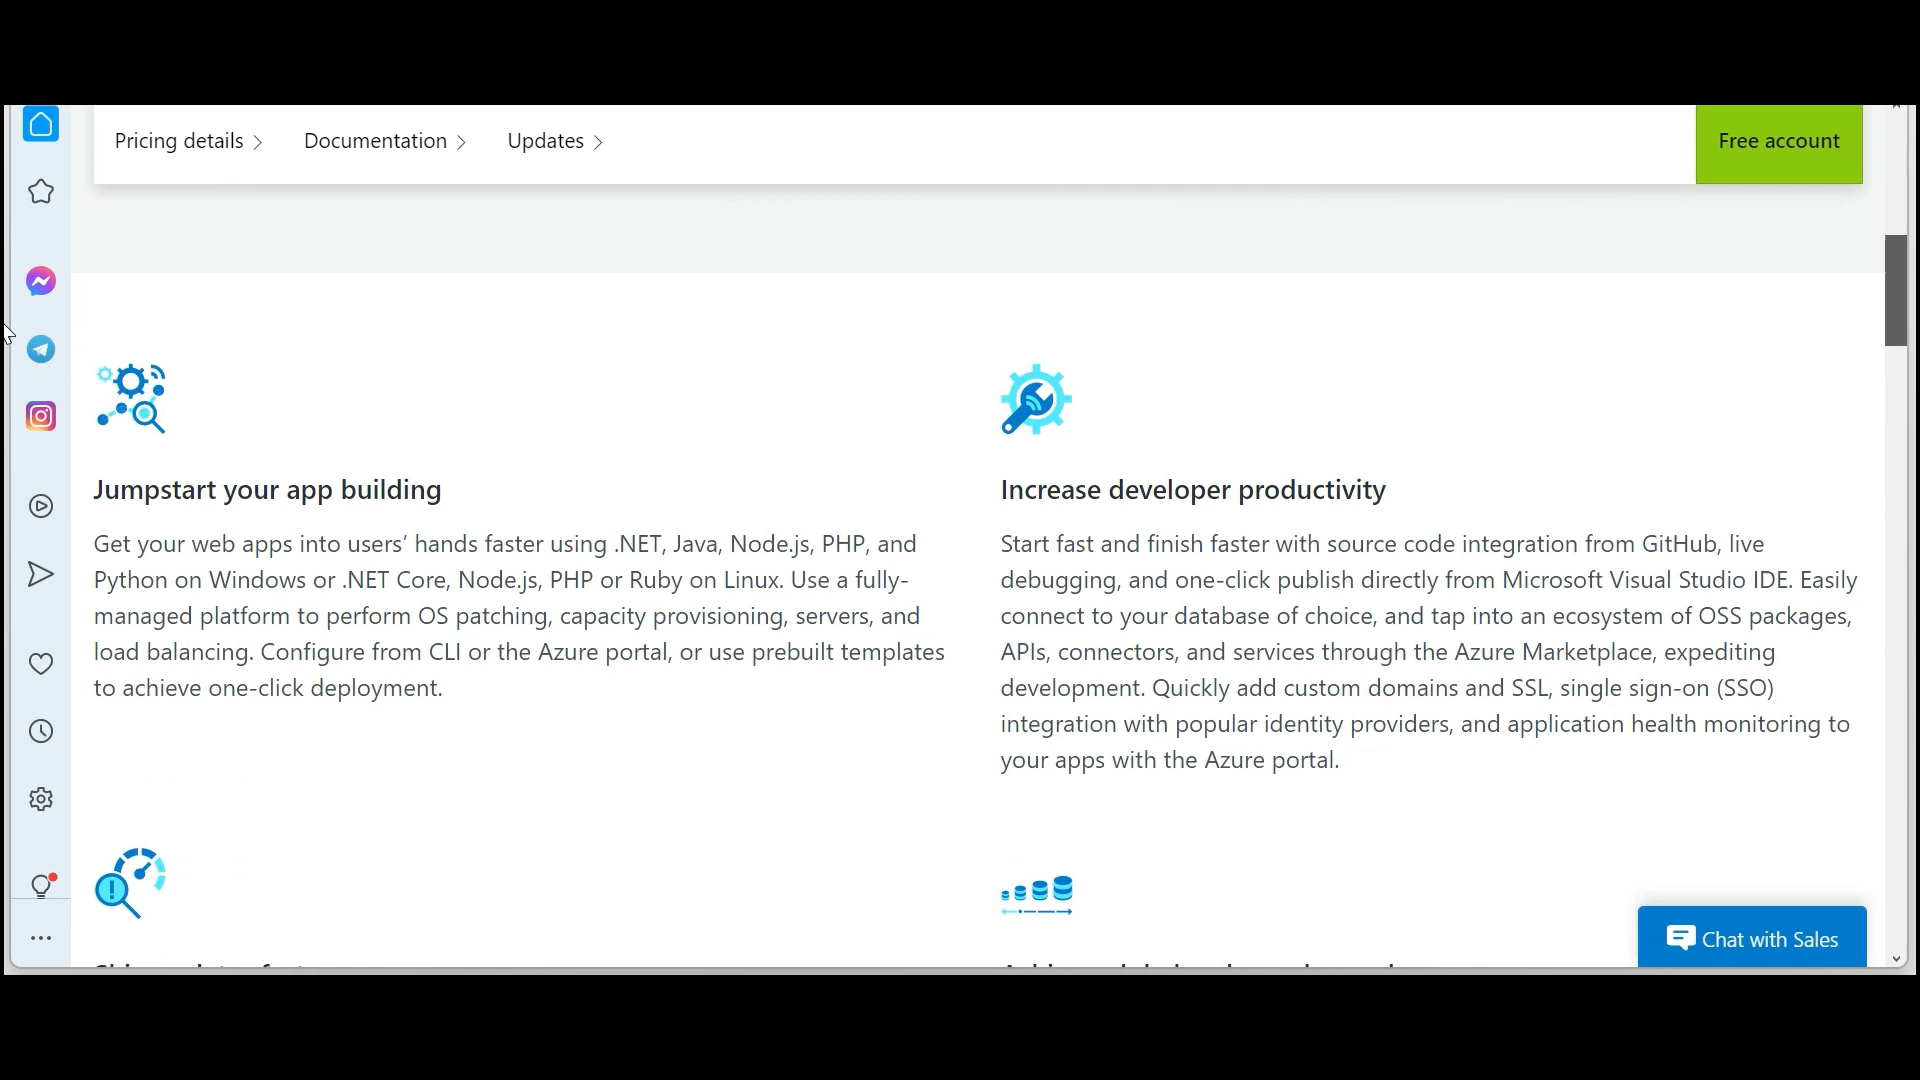 Pricing details
Documentation
Updates
Free account
Jumpstart your app building
Get your web apps into users’ hands faster using .NET, Java, Node.js, PHP, and
Python on Windows or .NET Core, Node.js, PHP or Ruby on Linux. Use a fully-
managed platform to perform OS patching, capacity provisioning, servers, and
load balancing. Configure from CLI or the Azure portal, or use prebuilt templates
to achieve one-click deployment.
Increase developer productivity
Start fast and finish faster with source code integration from GitHub, live
debugging, and one-click publish directly from Microsoft Visual Studio IDE. Easily
connect to your database of choice, and tap into an ecosystem of OSS packages,
APIs, connectors, and services through the Azure Marketplace, expediting
development. Quickly add custom domains and SSL, single sign-on (SSO)
integration with popular identity providers, and application health monitoring to
your apps with the Azure portal.
Chat with Sales